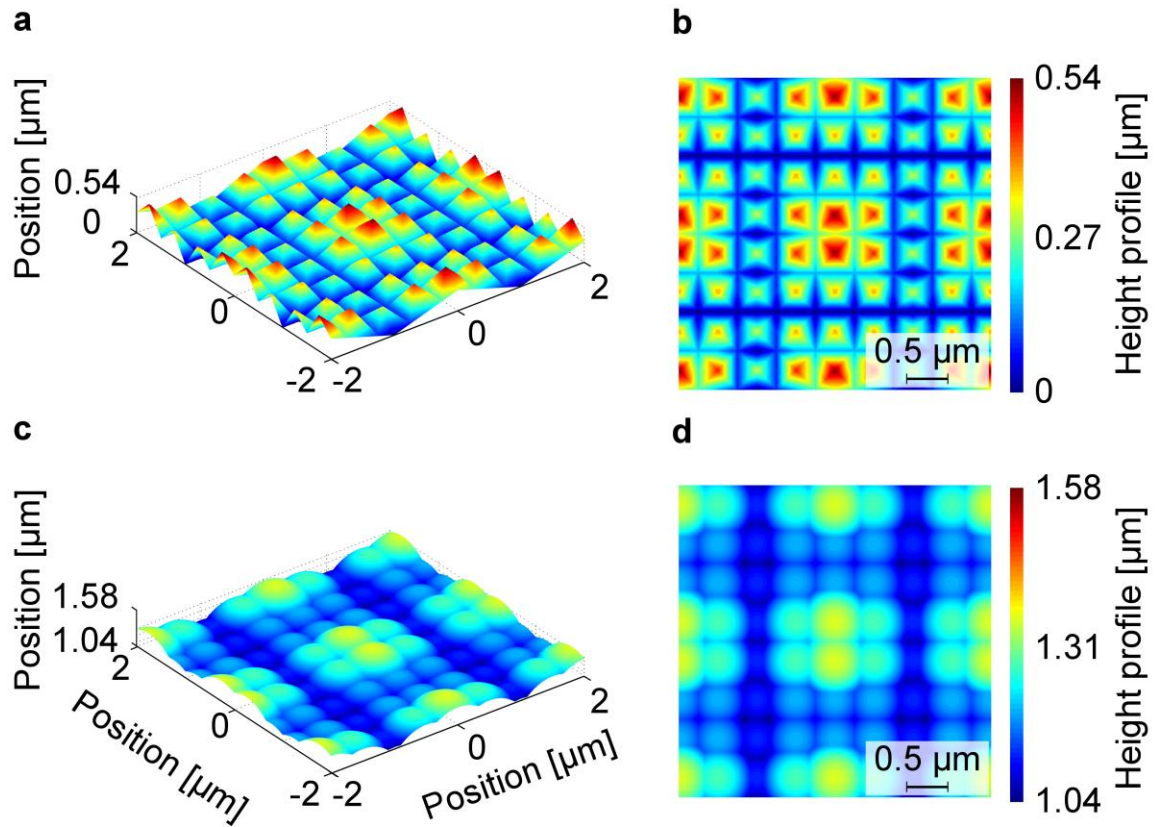 a
Position [µm]
0.54
0
2
0
-2
-2
0
2
b
0.5 µm
0.54
0.27
0
Height profile [µm]
c
Position [µm]
1.58
1.04
2
0
-2
Position [µm]
-2
0
2
Position [µm]
d
0.5 µm
1.58
1.31
1.04
Height profile [µm]